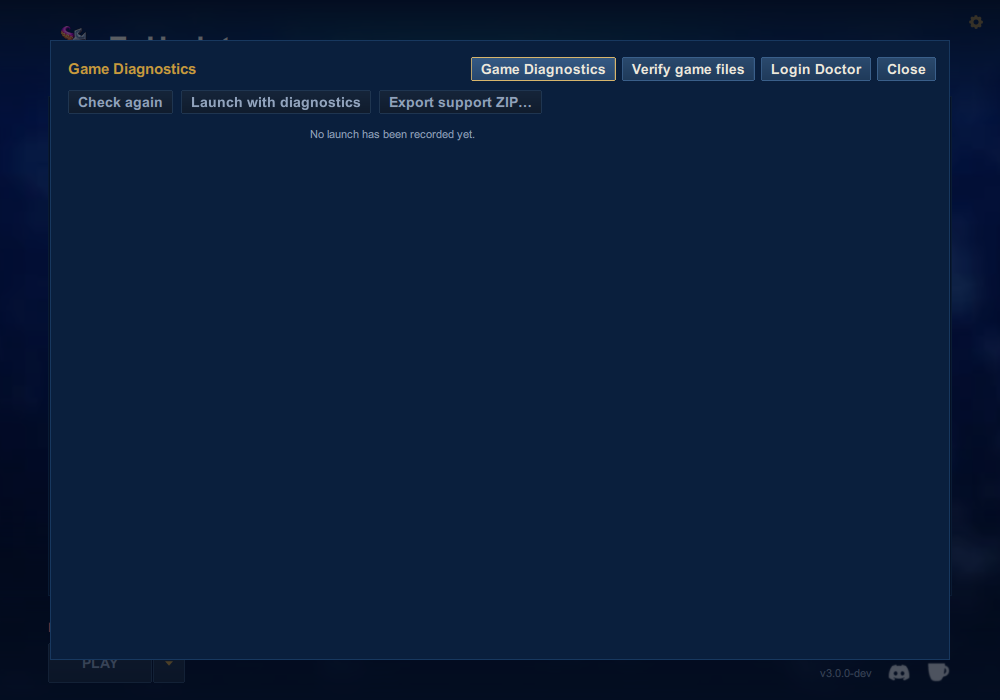 Game Diagnostics Game Diagnostics Verify game files Login Doctor Close
Check again Launch with diagnostics Export support ZIP...
No launch has been recorded yet.
PLAY
v3.0.0-dev